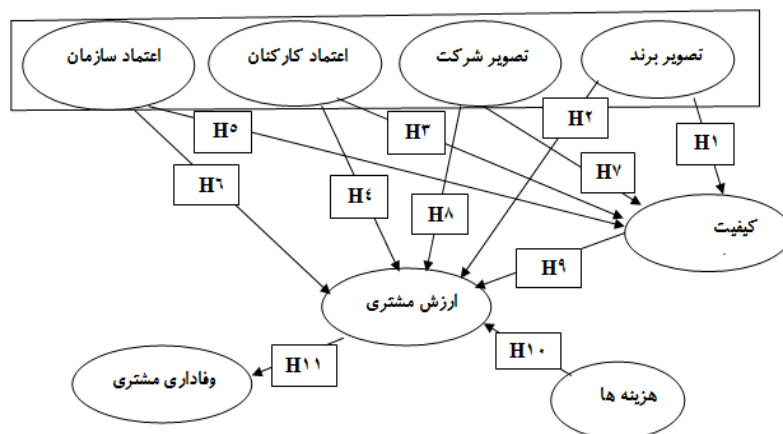 تصویر برند
تصویر شرکت
اعتماد کارکنان
اعتماد سازمان
H۱
H۲
H۳
H۵
H۷
H۶
H۴
H۸
کیفیت
H۹
ارزش مشتری
H۱۰
H۱۱
وفاداری مشتری
هزینه ها